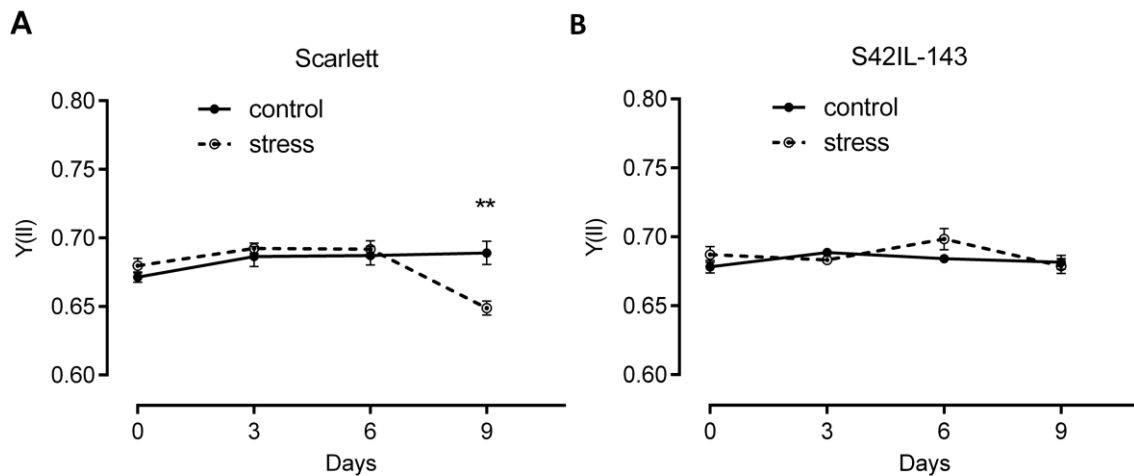 A
Scarlett
control
stress
**
Y(II)
0.80
0.75
0.70
0.65
0.60
0 3 6 9
Days
B
S42IL-143
control
stress
Y(II)
0.80
0.75
0.70
0.65
0.60
0 3 6 9
Days